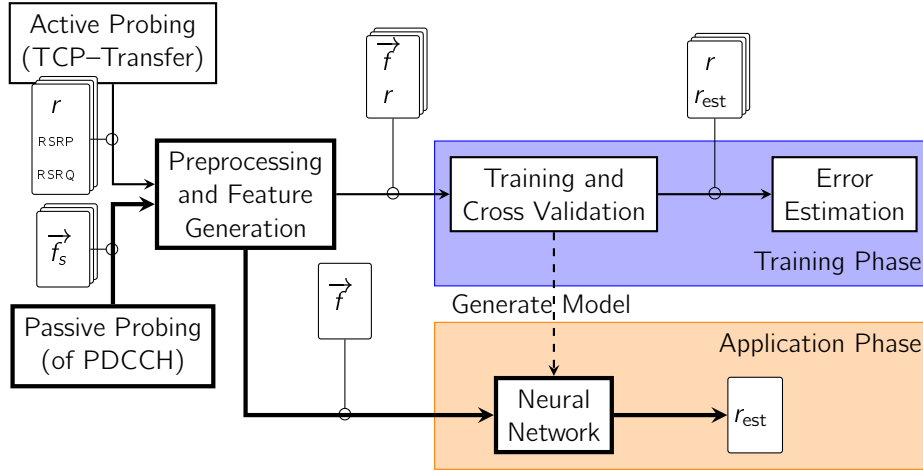 Active Probing
(TCP–Transfer)
r
RSRP
RSRQ
f⃗
r
r
r_est
Preprocessing
and Feature
Generation
Training and
Cross Validation
Error
Estimation
Training Phase
f⃗_s
f⃗
Generate Model
Passive Probing
(of PDCCH)
Application Phase
Neural
Network
r_est